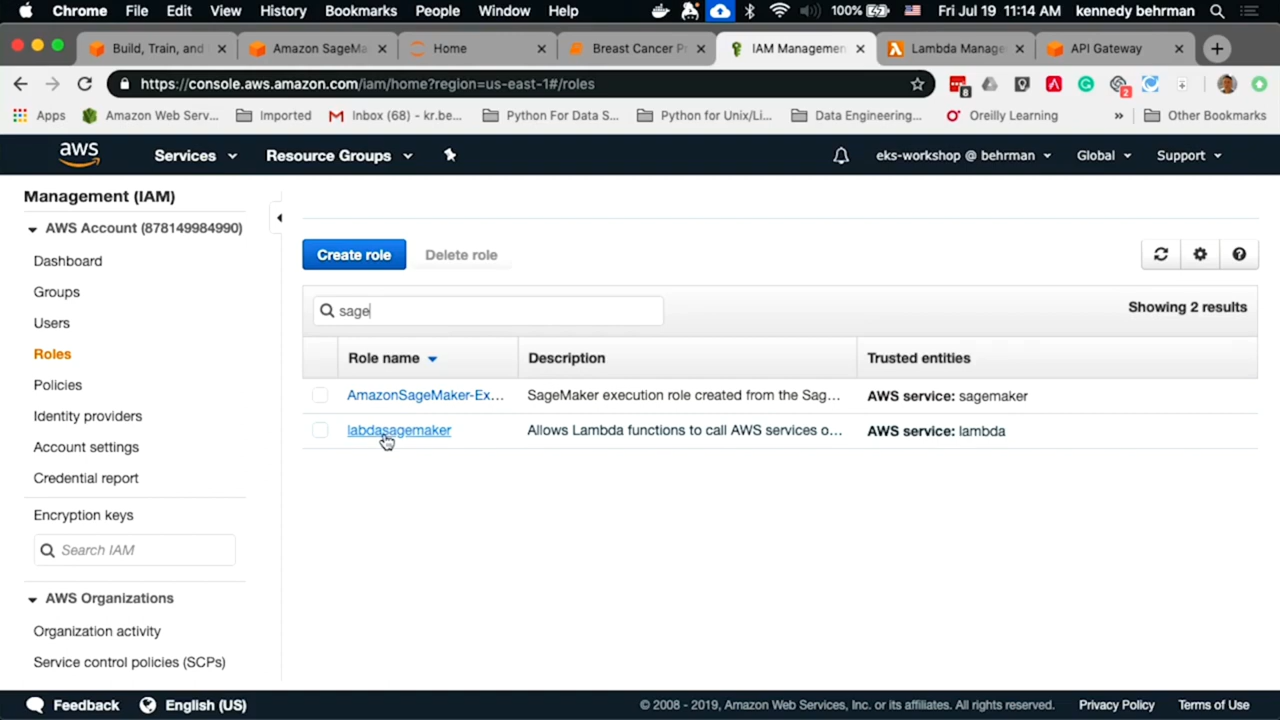 Chrome File Edit View History Bookmarks People Window Help 100% Fri Jul 19 11:14 AM kennedy behrman
Build, Train, and Amazon SageM Home Breast Cancer P IAM Managemen Lambda Manage API Gateway
https://console.aws.amazon.com/iam/home?region=us-east-1#/roles 8 2
Apps Amazon Web Serv... Imported Inbox (68) - kr.be... Python For Data S... Python for Unix/Li... Data Engineering... Oreilly Learning » Other Bookmarks
aws Services Resource Groups eks-workshop @ behrman Global Support
Management (IAM)
AWS Account (878149984990)
Dashboard
Groups
Users
Roles
Policies
Identity providers
Account settings
Credential report
Encryption keys
Search IAM
AWS Organizations
Organization activity
Service control policies (SCPs)
Create role Delete role
sage Showing 2 results
Role name Description Trusted entities
AmazonSageMaker-Ex... SageMaker execution role created from the Sag... AWS service: sagemaker
labdasagemaker Allows Lambda functions to call AWS services o... AWS service: lambda
Feedback English (US) © 2008 - 2019, Amazon Web Services, Inc. or its affiliates. All rights reserved. Privacy Policy Terms of Use